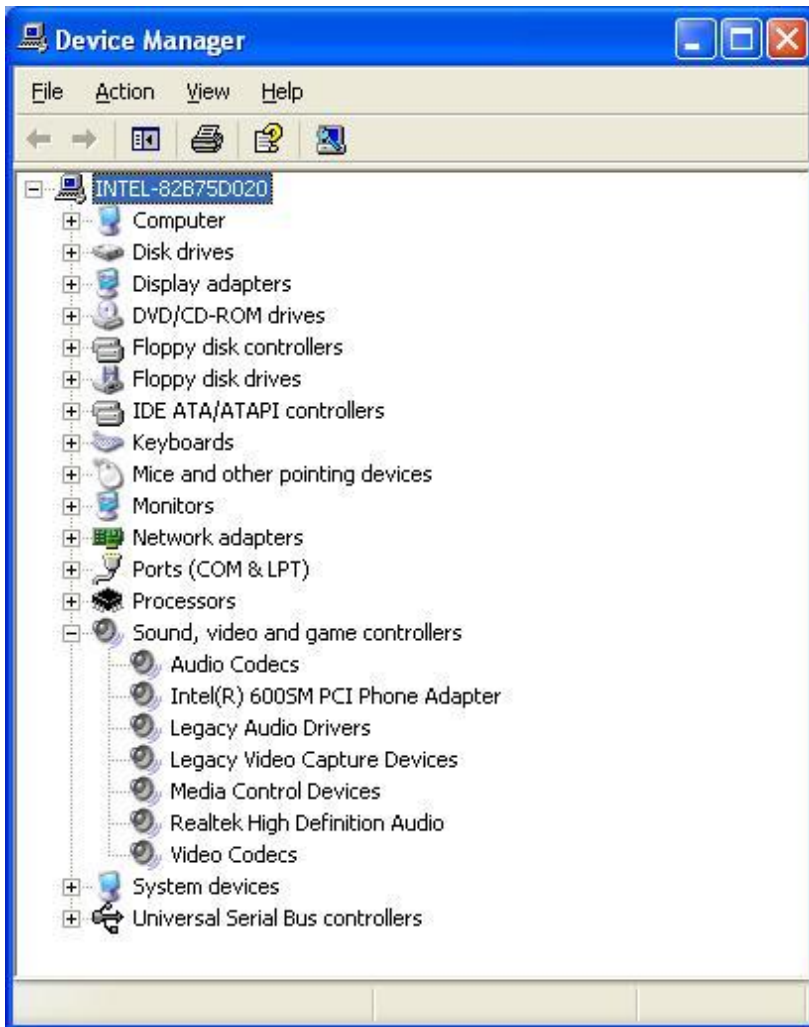 Device Manager
File Action View Help
INTEL-82B75D020
Computer
Disk drives
Display adapters
DVD/CD-ROM drives
Floppy disk controllers
Floppy disk drives
IDE ATA/ATAPI controllers
Keyboards
Mice and other pointing devices
Monitors
Network adapters
Ports (COM & LPT)
Processors
Sound, video and game controllers
Audio Codecs
Intel(R) 600SM PCI Phone Adapter
Legacy Audio Drivers
Legacy Video Capture Devices
Media Control Devices
Realtek High Definition Audio
Video Codecs
System devices
Universal Serial Bus controllers